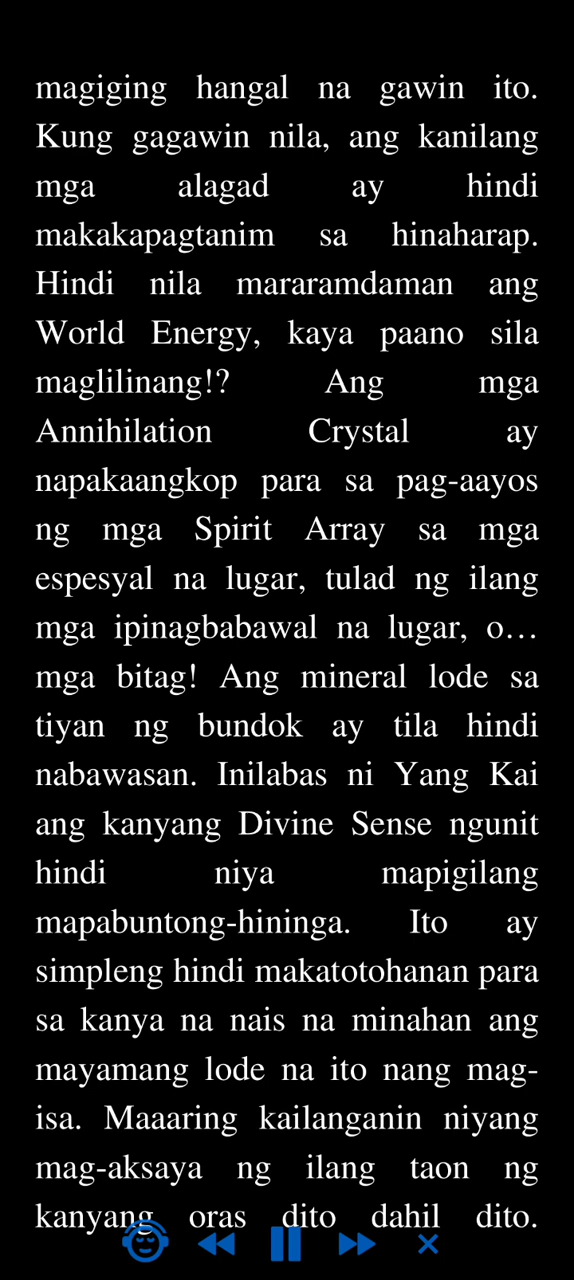 magiging hangal na gawin ito.
Kung gagawin nila, ang kanilang
mga alagad ay hindi
makakapagtanim sa hinaharap.
Hindi nila mararamdaman ang
World Energy, kaya paano sila
maglilinang!? Ang mga
Annihilation Crystal ay
napakaangkop para sa pag-aayos
ng mga Spirit Array sa mga
espesyal na lugar, tulad ng ilang
mga ipinagbabawal na lugar, o…
mga bitag! Ang mineral lode sa
tiyan ng bundok ay tila hindi
nabawasan. Inilabas ni Yang Kai
ang kanyang Divine Sense ngunit
hindi niya mapigilang
mapabuntong-hininga. Ito ay
simpleng hindi makatotohanan para
sa kanya na nais na minahan ang
mayamang lode na ito nang mag-
isa. Maaaring kailanganin niyang
mag-aksaya ng ilang taon ng
kanyang oras dito dahil dito.